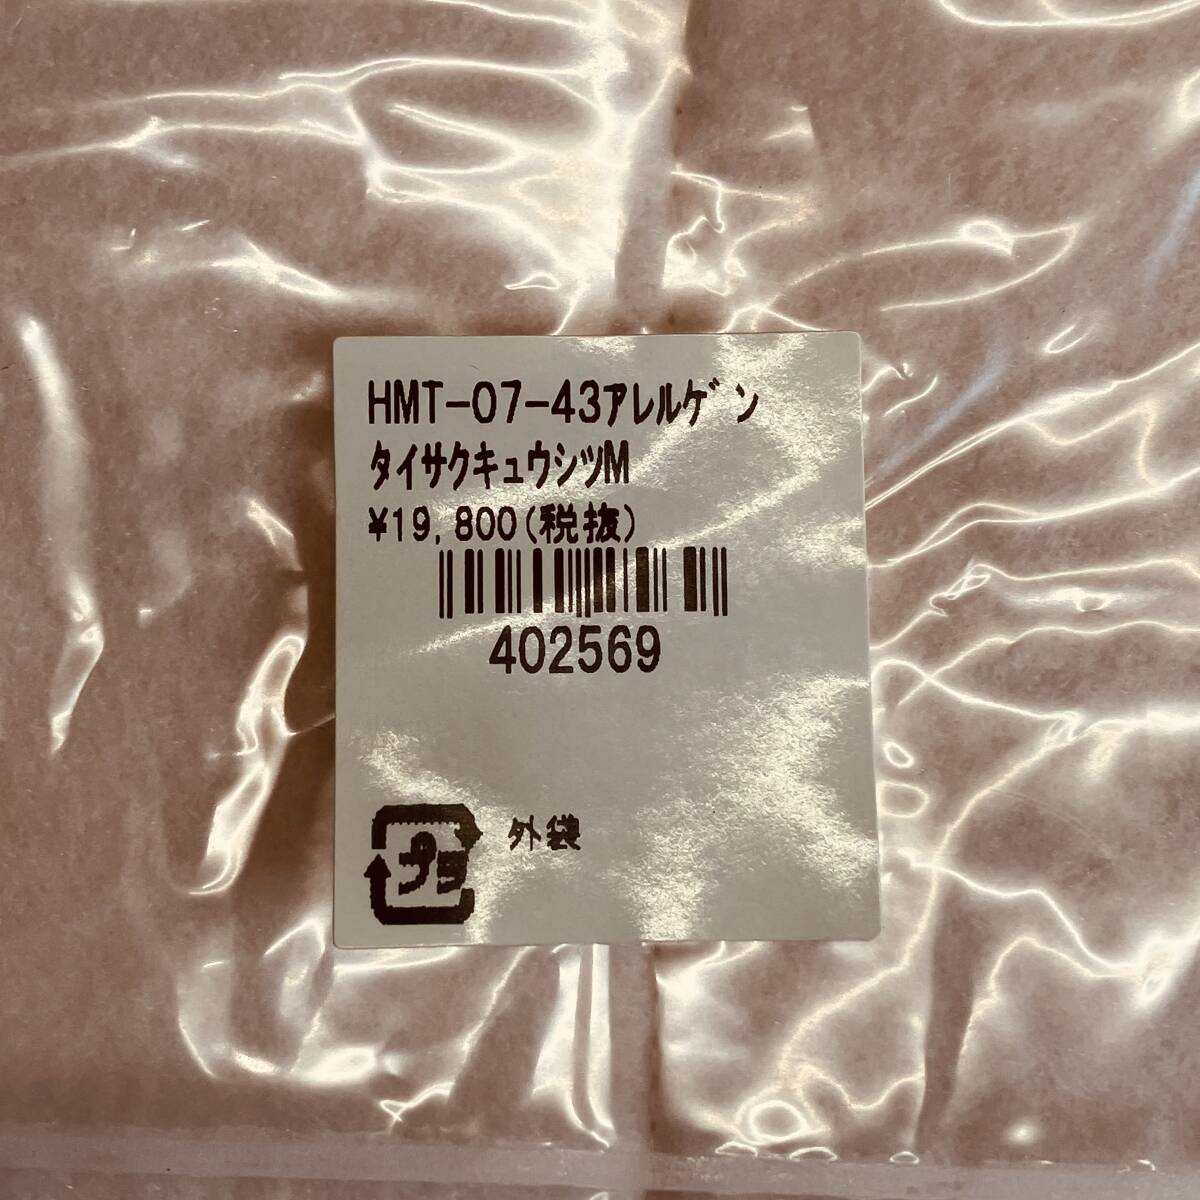 HMT-07-43ｱﾚﾙｹﾞﾝ
ﾀｲｻｸｷｭｳｼﾂM
¥19,800(税抜)
402569
プラ 外袋